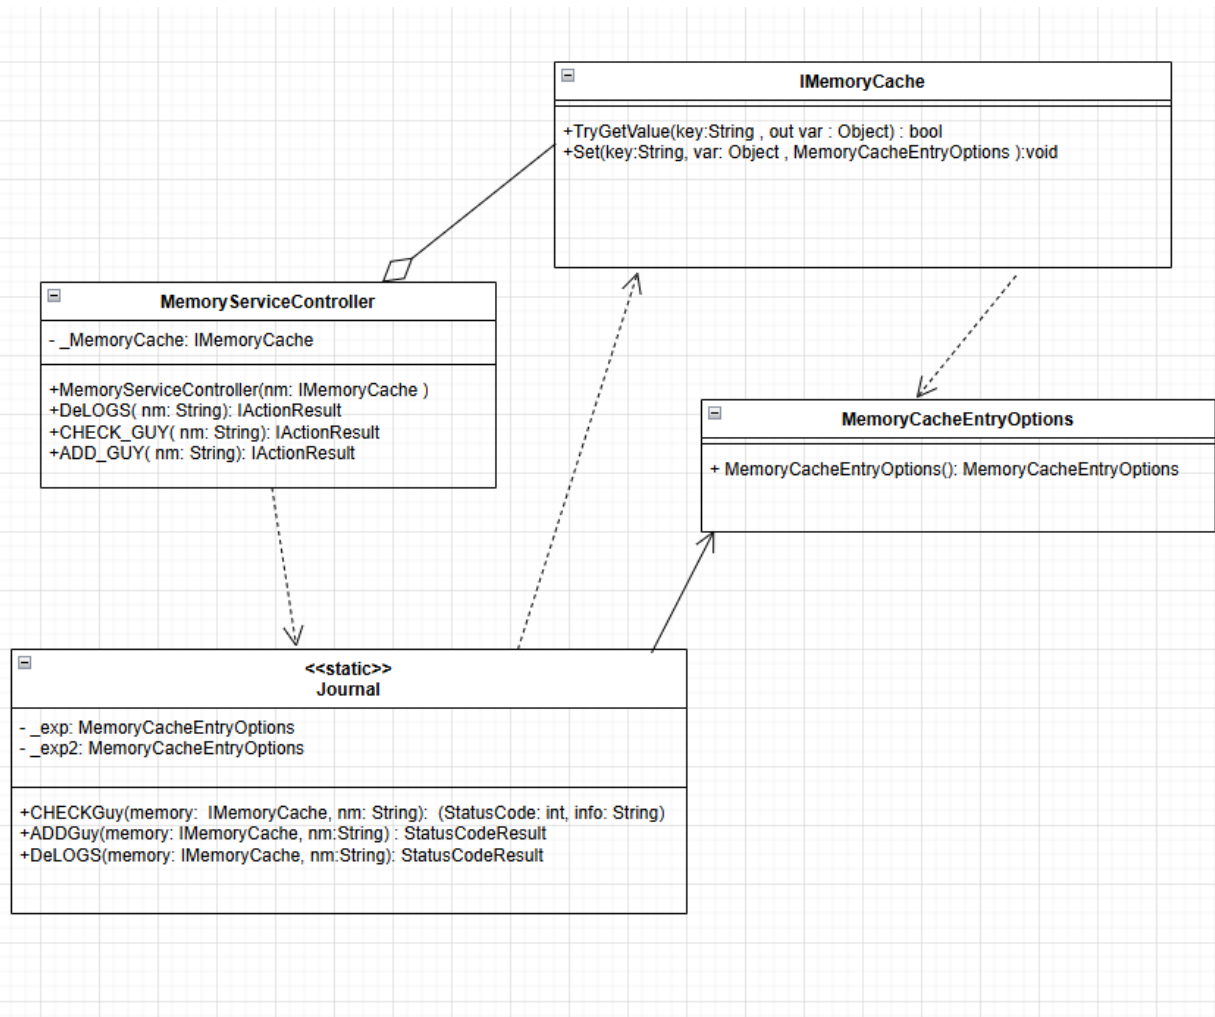 IMemoryCache
+TryGetValue(key:String , out var : Object) : bool
+Set(key:String, var: Object , MemoryCacheEntryOptions ):void
MemoryServiceController
- _MemoryCache: IMemoryCache
+MemoryServiceController(nm: IMemoryCache )
+DeLOGS( nm: String): IActionResult
+CHECK_GUY( nm: String): IActionResult
+ADD_GUY( nm: String): IActionResult
MemoryCacheEntryOptions
+ MemoryCacheEntryOptions(): MemoryCacheEntryOptions
<<static>>
Journal
- _exp: MemoryCacheEntryOptions
- _exp2: MemoryCacheEntryOptions
+CHECKGuy(memory:  IMemoryCache, nm: String):  (StatusCode: int, info: String)
+ADDGuy(memory: IMemoryCache, nm:String) : StatusCodeResult
+DeLOGS(memory: IMemoryCache, nm:String): StatusCodeResult